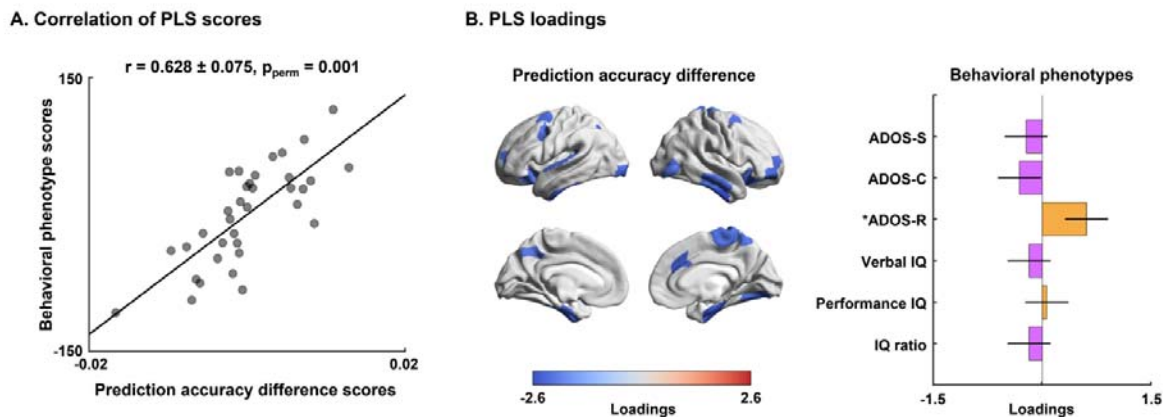 A. Correlation of PLS scores
r = 0.628 ± 0.075, pperm = 0.001
150
Behavioral phenotype scores
-150
-0.02
0.02
Prediction accuracy difference scores
B. PLS loadings
Prediction accuracy difference
-2.6
2.6
Loadings
Behavioral phenotypes
ADOS-S
ADOS-C
*ADOS-R
Verbal IQ
Performance IQ
IQ ratio
-1.5
1.5
Loadings